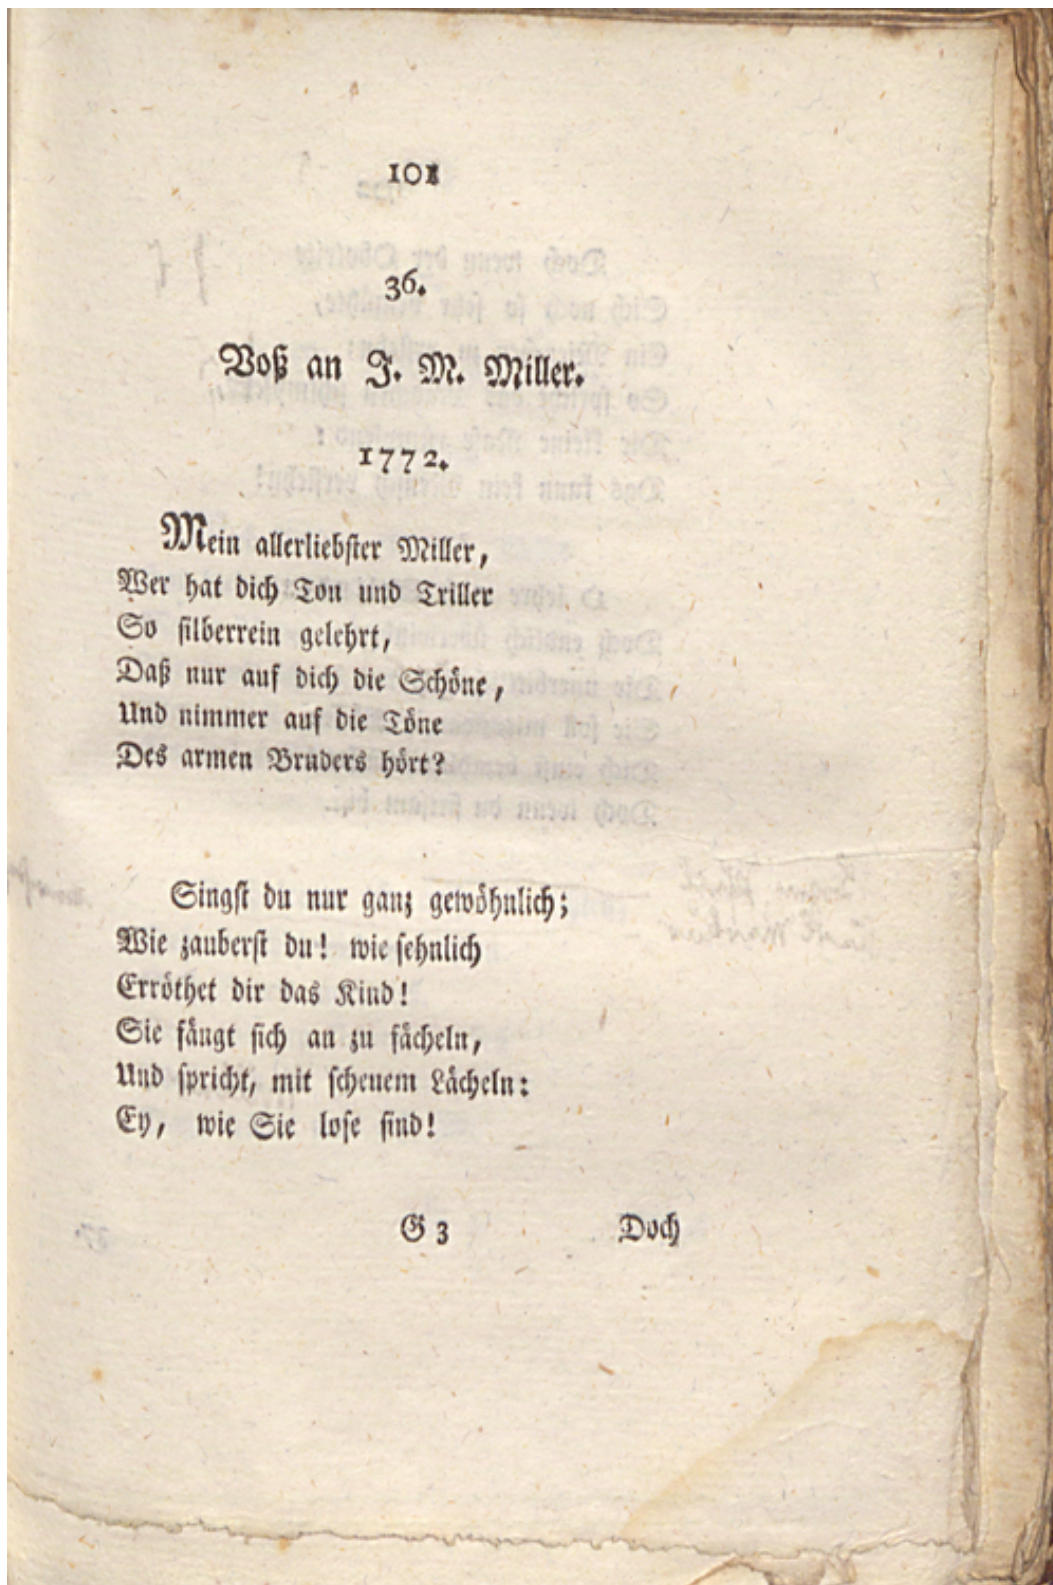 101
36.
Voß an J. M. Miller.
1772.
Mein allerliebſter Miller,
Wer hat dich Ton und Triller
So ſilberrein gelehrt,
Daß nur auf dich die Schöne,
Und nimmer auf die Töne
Des armen Bruders hört?
Singſt du nur ganz gewöhnlich;
Wie zauberſt du! wie ſehnlich
Erröthet dir das Kind!
Sie fängt ſich an zu fächeln,
Und ſpricht, mit ſcheuem Lächeln:
Ey, wie Sie loſe ſind!
G 3 Doch